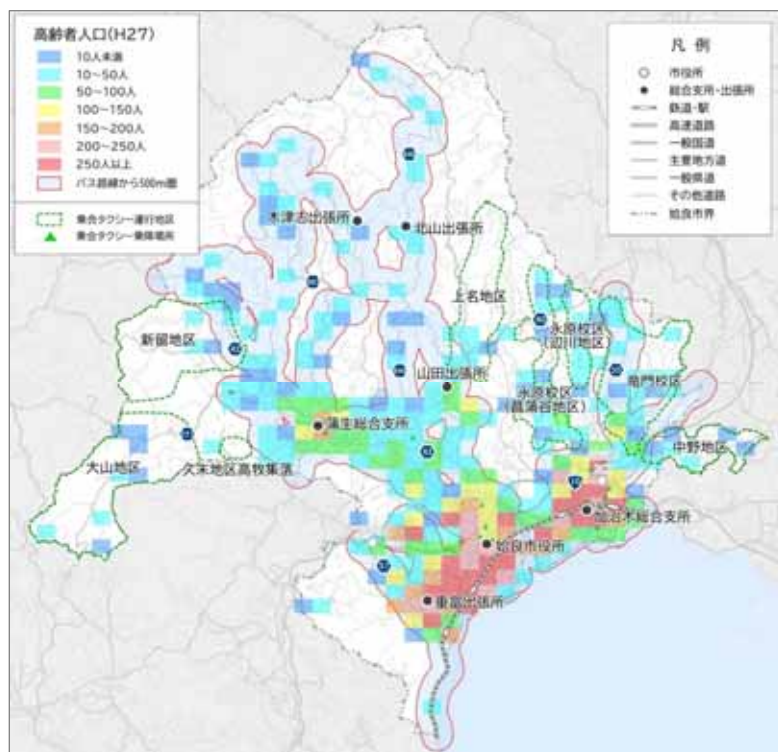 高齢者人口(H27)
10人未満
10~50人
50~100人
100~150人
150~200人
200~250人
250人以上
バス路線から500m圏
乗合タクシー運行地区
乗合タクシー乗降場所
凡 例
市役所
総合支所・出張所
鉄道・駅
高速道路
一般国道
主要地方道
一般県道
その他道路
姶良市界
木津志出張所
北山出張所
上名地区
新留地区
永原校区
(辺川地区)
山田出張所
竜門校区
永原校区
(菖蒲谷地区)
蒲生総合支所
中野地区
大山地区
久末地区高牧集落
加治木総合支所
姶良市役所
重富出張所